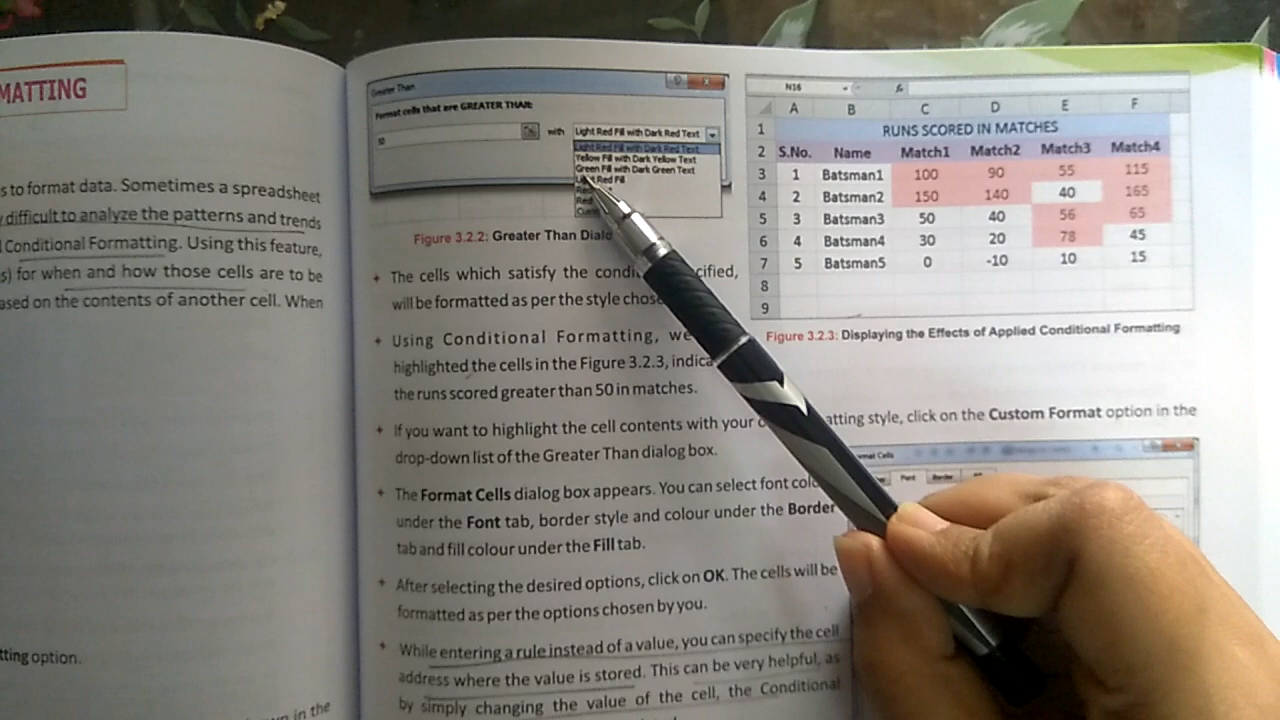 MATTING
s to format data. Sometimes a spreadsheet
difficult to analyze the patterns and trends
Conditional Formatting. Using this feature,
s) for when and how those cells are to be
ased on the contents of another cell. When
tting option.
in the
Greater Than
Format cells that are GREATER THAN:
50 with Light Red Fill with Dark Red Text
Light Red Fill with Dark Red Text
Yellow Fill with Dark Yellow Text
Green Fill with Dark Green Text
Red Fill
Red
Figure 3.2.2: Greater Than
The cells which satisfy the
will be formatted as per the style
Using Conditional Formatting, we
highlighted the cells in the Figure 3.2.3,
the runs scored greater than 50 in matches.
If you want to highlight the cell contents with your atting style, click on the Custom Format option in the
drop-down list of the Greater Than dialog box.
The Format Cells dialog box appears. You can select font
under the Font tab, border style and colour under the Border
tab and fill colour under the Fill tab.
After selecting the desired options, click on OK. The cells will be
formatted as per the options chosen by you.
While entering a rule instead of a value, you can specify the cell
address where the value is stored. This can be very helpful, as
by simply changing the value of the cell, the Conditional
N16 fx
A B C D E F
1 RUNS SCORED IN MATCHES
2 S.No. Name Match1 Match2 Match3 Match4
3 1 Batsman1 100 90 55 115
4 2 Batsman2 150 140 40 165
5 3 Batsman3 50 40 56 65
6 4 Batsman4 30 20 78 45
7 5 Batsman5 0 -10 10 15
8
9
Figure 3.2.3: Displaying the Effects of Applied Conditional Formatting
Cells
Font Border